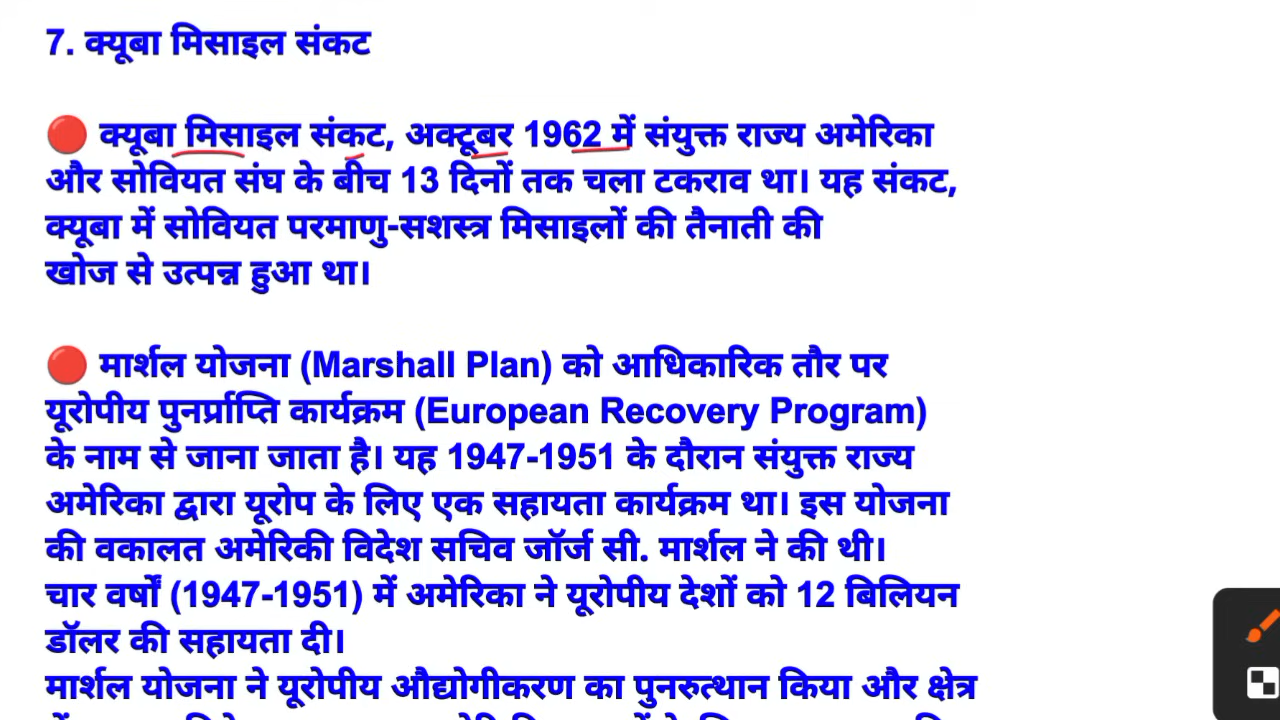 7. क्यूबा मिसाइल संकट
क्यूबा मिसाइल संकट, अक्टूबर 1962 में संयुक्त राज्य अमेरिका
और सोवियत संघ के बीच 13 दिनों तक चला टकराव था। यह संकट,
क्यूबा में सोवियत परमाणु-सशस्त्र मिसाइलों की तैनाती की
खोज से उत्पन्न हुआ था।
मार्शल योजना (Marshall Plan) को आधिकारिक तौर पर
यूरोपीय पुनर्प्राप्ति कार्यक्रम (European Recovery Program)
के नाम से जाना जाता है। यह 1947-1951 के दौरान संयुक्त राज्य
अमेरिका द्वारा यूरोप के लिए एक सहायता कार्यक्रम था। इस योजना
की वकालत अमेरिकी विदेश सचिव जॉर्ज सी. मार्शल ने की थी।
चार वर्षों (1947-1951) में अमेरिका ने यूरोपीय देशों को 12 बिलियन
डॉलर की सहायता दी।
मार्शल योजना ने यूरोपीय औद्योगीकरण का पुनरुत्थान किया और क्षेत्र